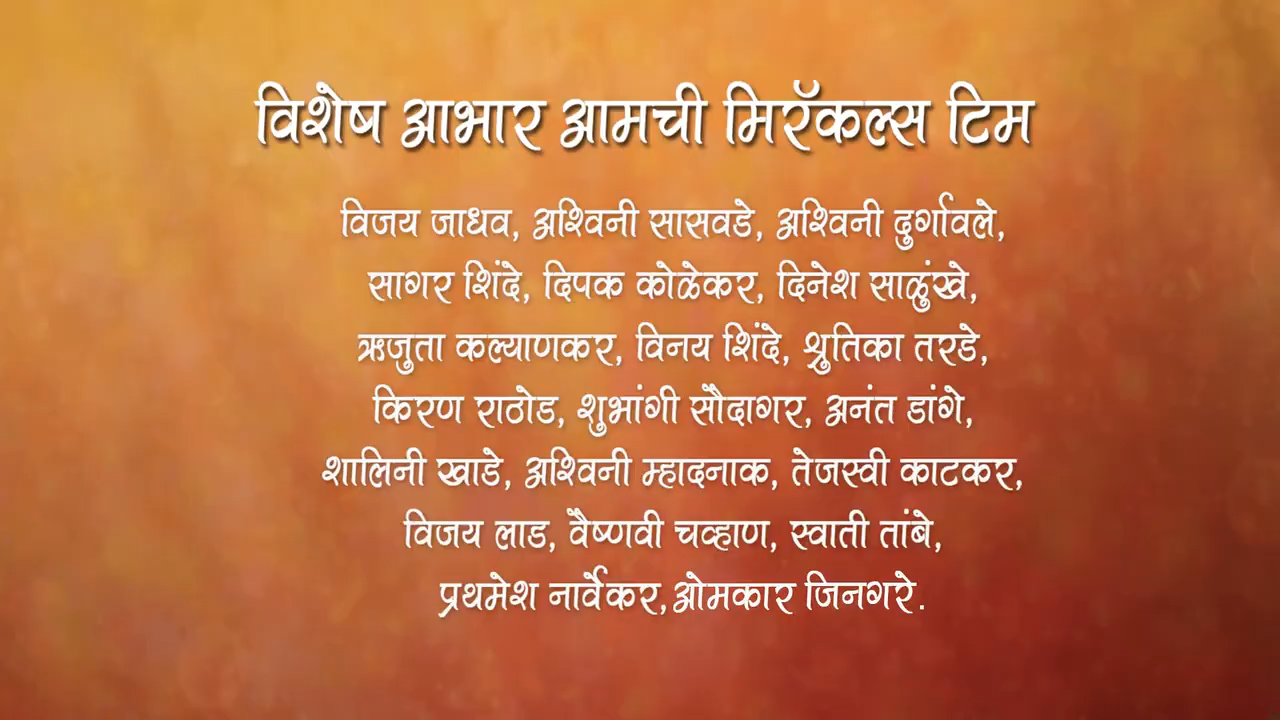 विशेष आभार आमची मिरॅकल्स टिम
विजय जाधव, अश्विनी सासवडे, अश्विनी दुर्गावले,
सागर शिंदे, दिपक कोळेकर, दिनेश साळुंखे,
ऋजुता कल्याणकर, विनय शिंदे, श्रुतिका तरडे,
किरण राठोड, शुभांगी सौदागर, अनंत डांगे,
शालिनी खाडे, अश्विनी म्हादनाक, तेजस्वी काटकर,
विजय लाड, वैष्णवी चव्हाण, स्वाती तांबे,
प्रथमेश नार्वेकर,ओमकार जिनगरे.